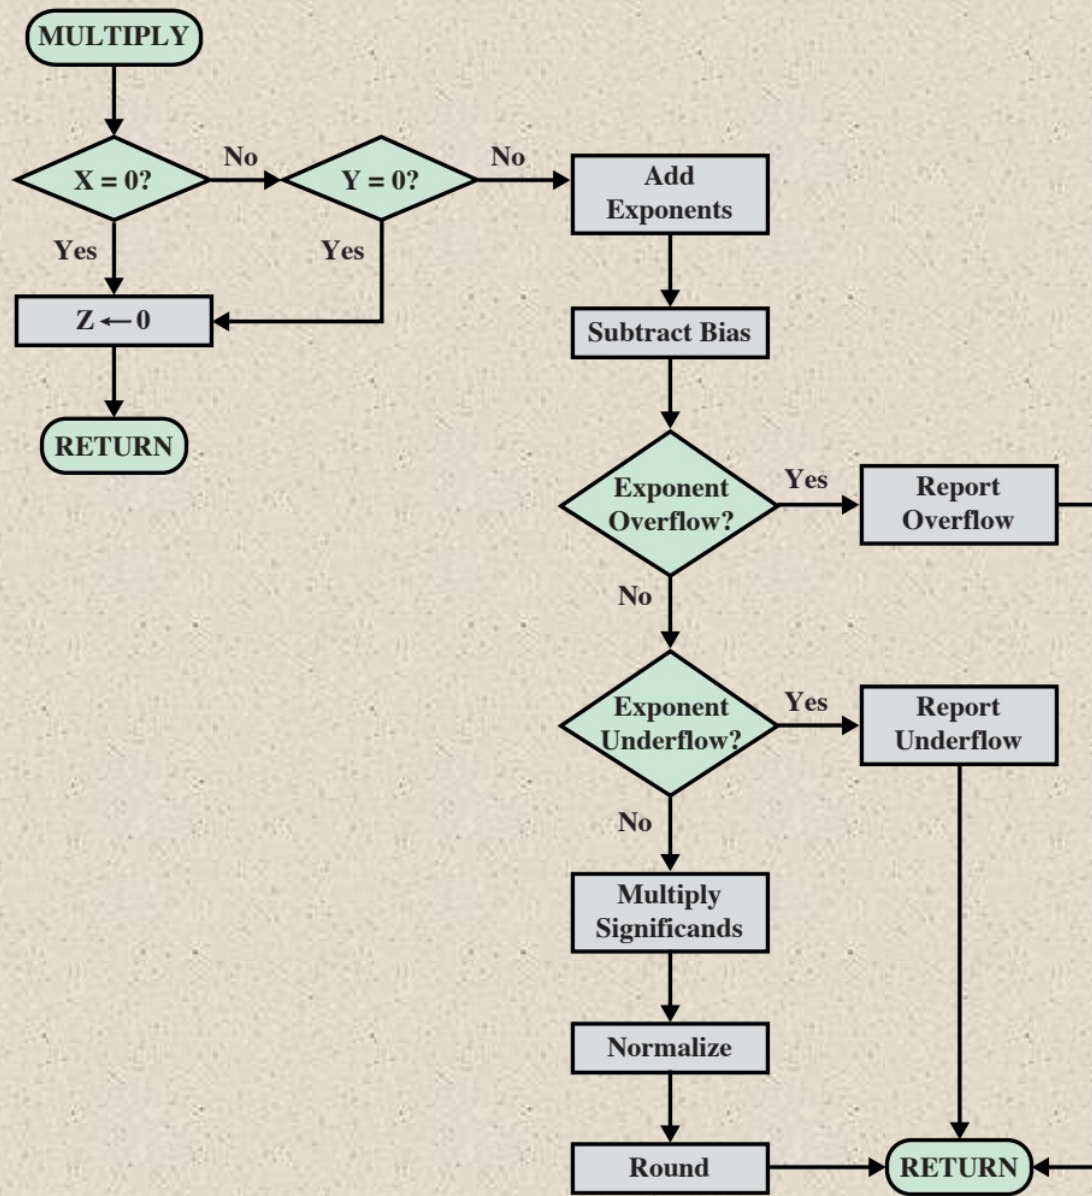 MULTIPLY
X = 0?
No
Y = 0?
No
Add
Exponents
Yes
Yes
Z ← 0
Subtract Bias
RETURN
Exponent
Overflow?
Yes
Report
Overflow
No
Exponent
Underflow?
Yes
Report
Underflow
No
Multiply
Significands
Normalize
Round
RETURN